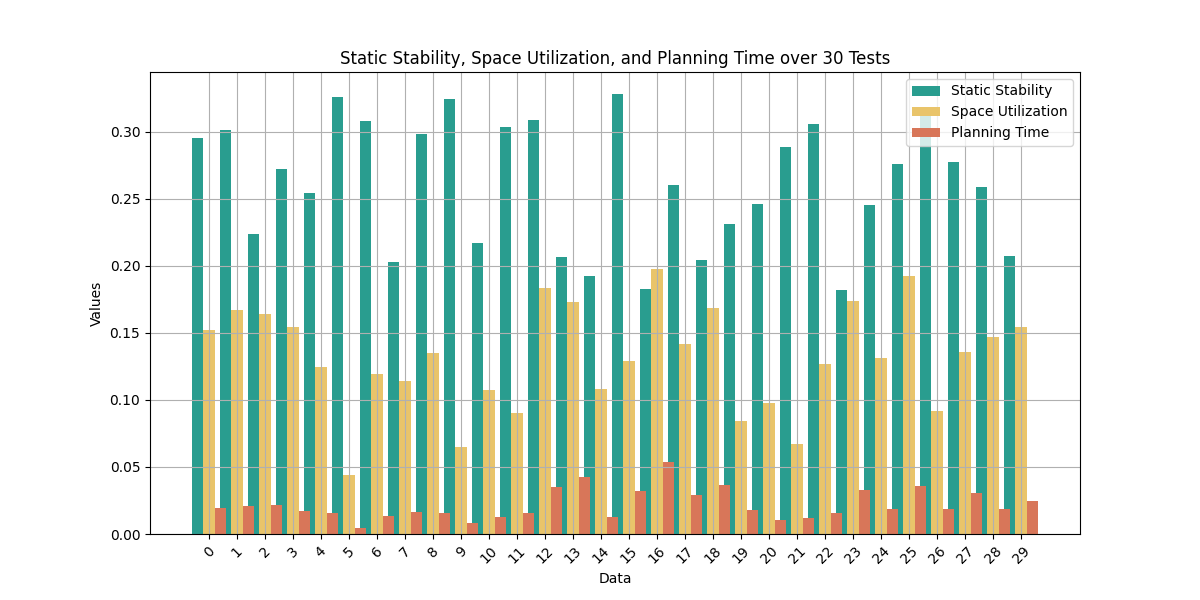 Static Stability, Space Utilization, and Planning Time over 30 Tests
Static Stability
Space Utilization
Planning Time
0.30
0.25
0.20
0.15
0.10
0.05
0.00
Values
0 1 2 3 4 5 6 7 8 9 10 11 12 13 14 15 16 17 18 19 20 21 22 23 24 25 26 27 28 29
Data